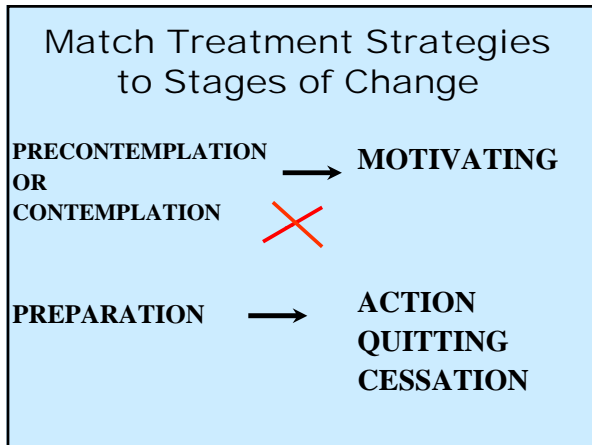 Match Treatment Strategies
to Stages of Change
PRECONTEMPLATION
OR
CONTEMPLATION
MOTIVATING
PREPARATION
ACTION
QUITTING
CESSATION